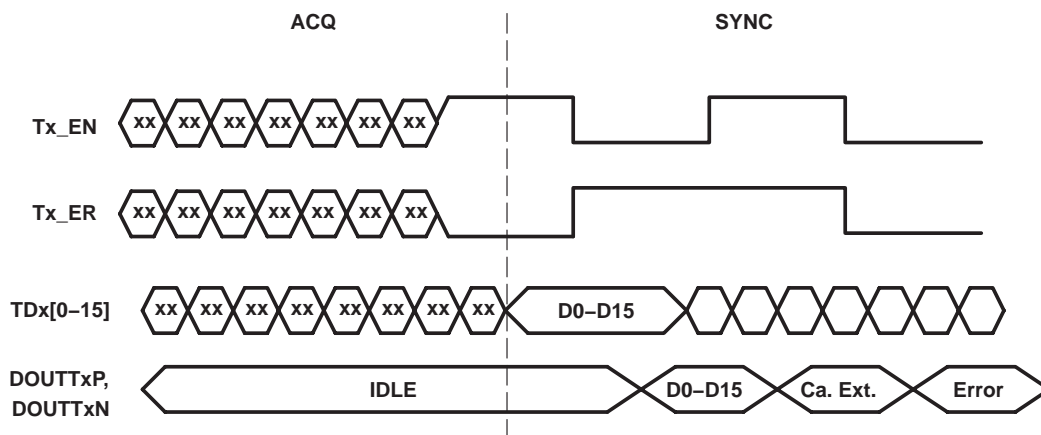 ACQ SYNC
Tx_EN xx xx xx xx xx xx xx
Tx_ER xx xx xx xx xx xx xx
TDx[0–15] xx xx xx xx xx xx xx xx D0–D15
DOUTTxP,
DOUTTxN
IDLE D0–D15 Ca. Ext. Error